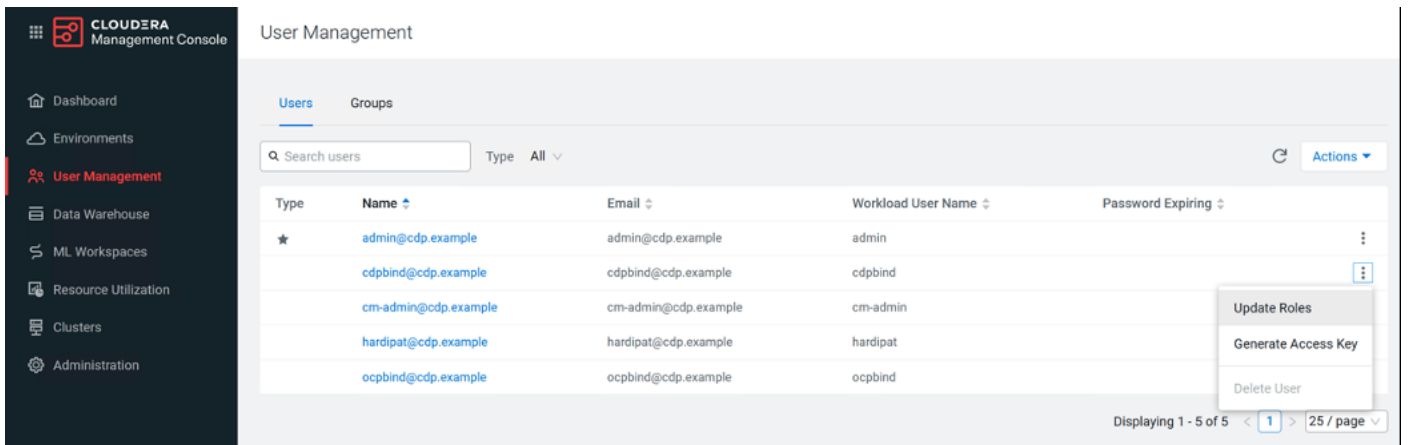 CLOUDERA
Management Console
User Management
Dashboard
Environments
User Management
Data Warehouse
ML Workspaces
Resource Utilization
Clusters
Administration
Users Groups
Search users Type All Actions
Type Name Email Workload User Name Password Expiring
admin@cdp.example admin@cdp.example admin
cdpbind@cdp.example cdpbind@cdp.example cdpbind
cm-admin@cdp.example cm-admin@cdp.example cm-admin
hardipat@cdp.example hardipat@cdp.example hardipat
ocpbind@cdp.example ocpbind@cdp.example ocpbind
Update Roles
Generate Access Key
Delete User
Displaying 1 - 5 of 5 < 1 > 25 / page